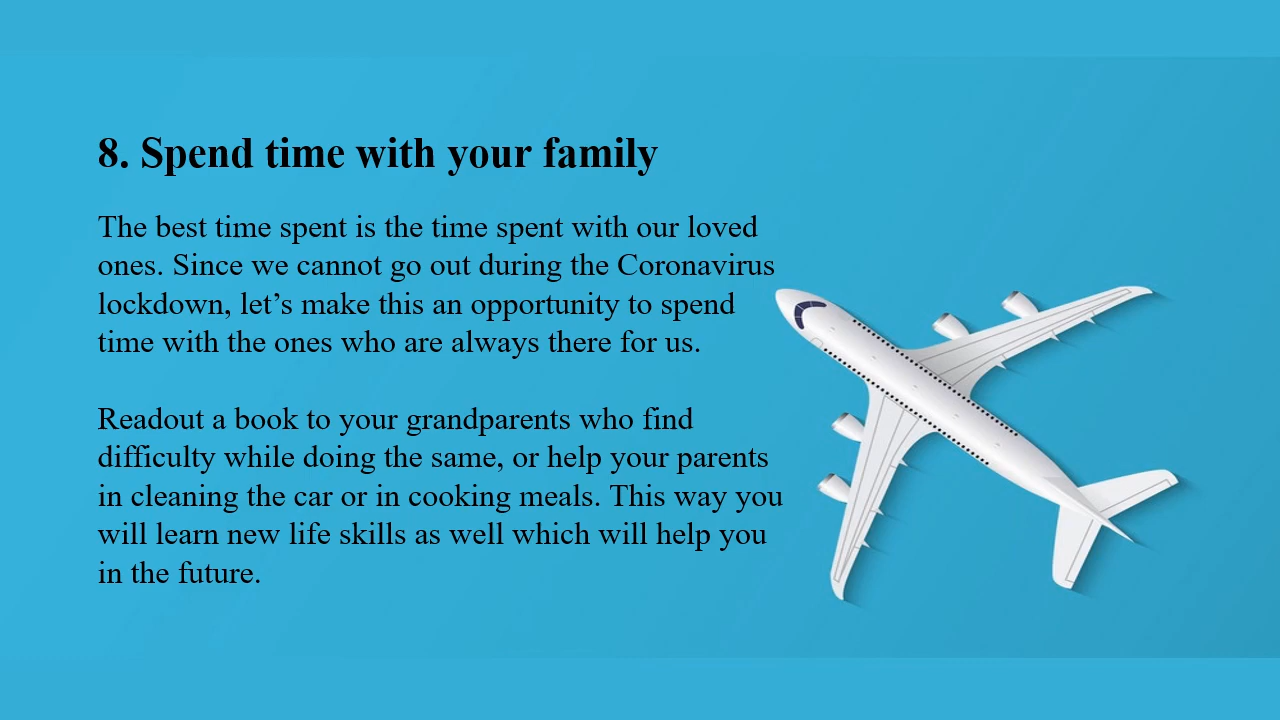 8. Spend time with your family
The best time spent is the time spent with our loved
ones. Since we cannot go out during the Coronavirus
lockdown, let’s make this an opportunity to spend
time with the ones who are always there for us.
Readout a book to your grandparents who find
difficulty while doing the same, or help your parents
in cleaning the car or in cooking meals. This way you
will learn new life skills as well which will help you
in the future.